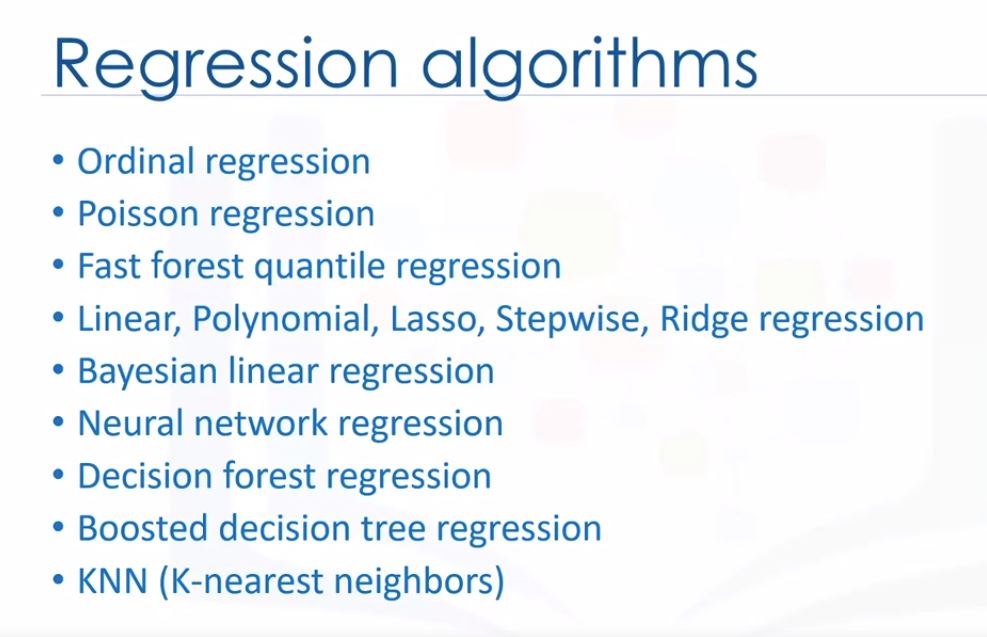 Regression algorithms
• Ordinal regression
• Poisson regression
• Fast forest quantile regression
• Linear, Polynomial, Lasso, Stepwise, Ridge regression
• Bayesian linear regression
• Neural network regression
• Decision forest regression
• Boosted decision tree regression
• KNN (K-nearest neighbors)